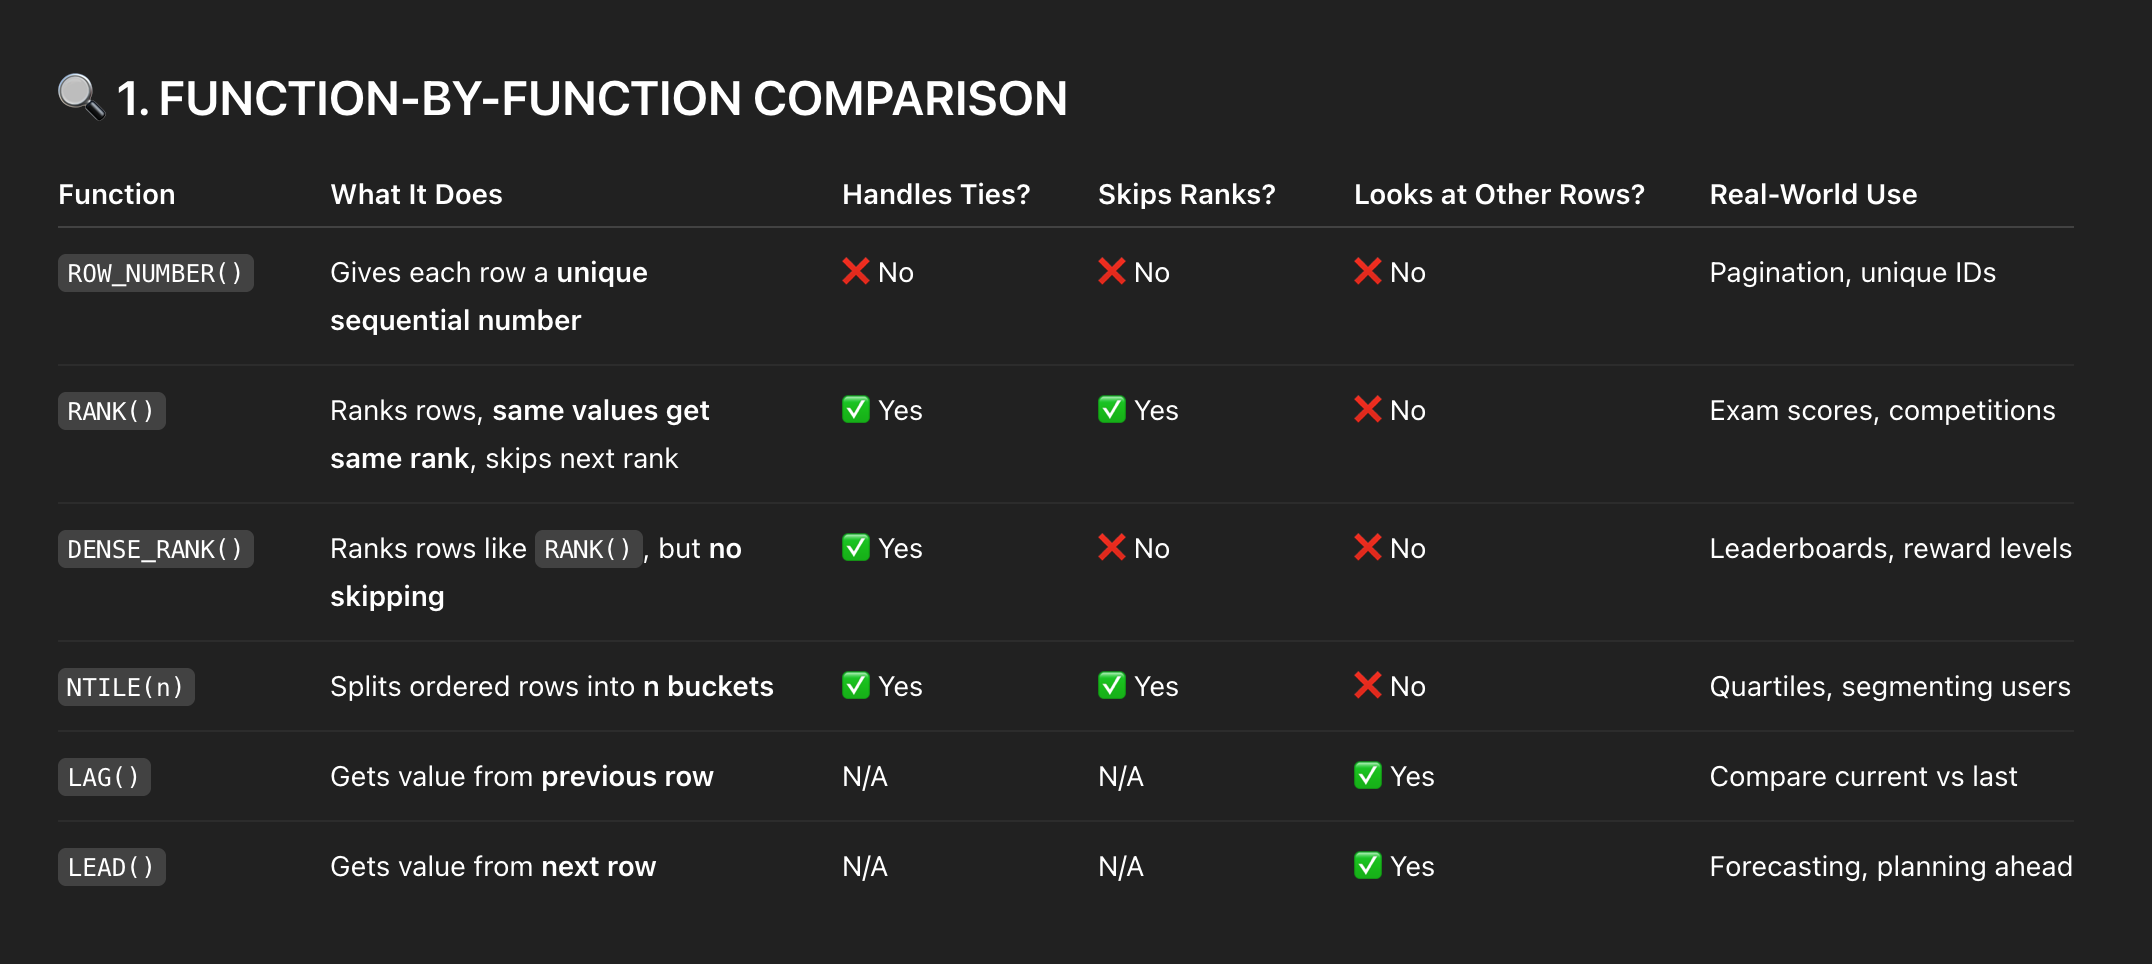 🔍 1. FUNCTION-BY-FUNCTION COMPARISON
Function What It Does Handles Ties? Skips Ranks? Looks at Other Rows? Real-World Use
ROW_NUMBER() Gives each row a unique ❌ No ❌ No ❌ No Pagination, unique IDs
sequential number
RANK() Ranks rows, same values get ✅ Yes ✅ Yes ❌ No Exam scores, competitions
same rank, skips next rank
DENSE_RANK() Ranks rows like RANK(), but no ✅ Yes ❌ No ❌ No Leaderboards, reward levels
skipping
NTILE(n) Splits ordered rows into n buckets ✅ Yes ✅ Yes ❌ No Quartiles, segmenting users
LAG() Gets value from previous row N/A N/A ✅ Yes Compare current vs last
LEAD() Gets value from next row N/A N/A ✅ Yes Forecasting, planning ahead